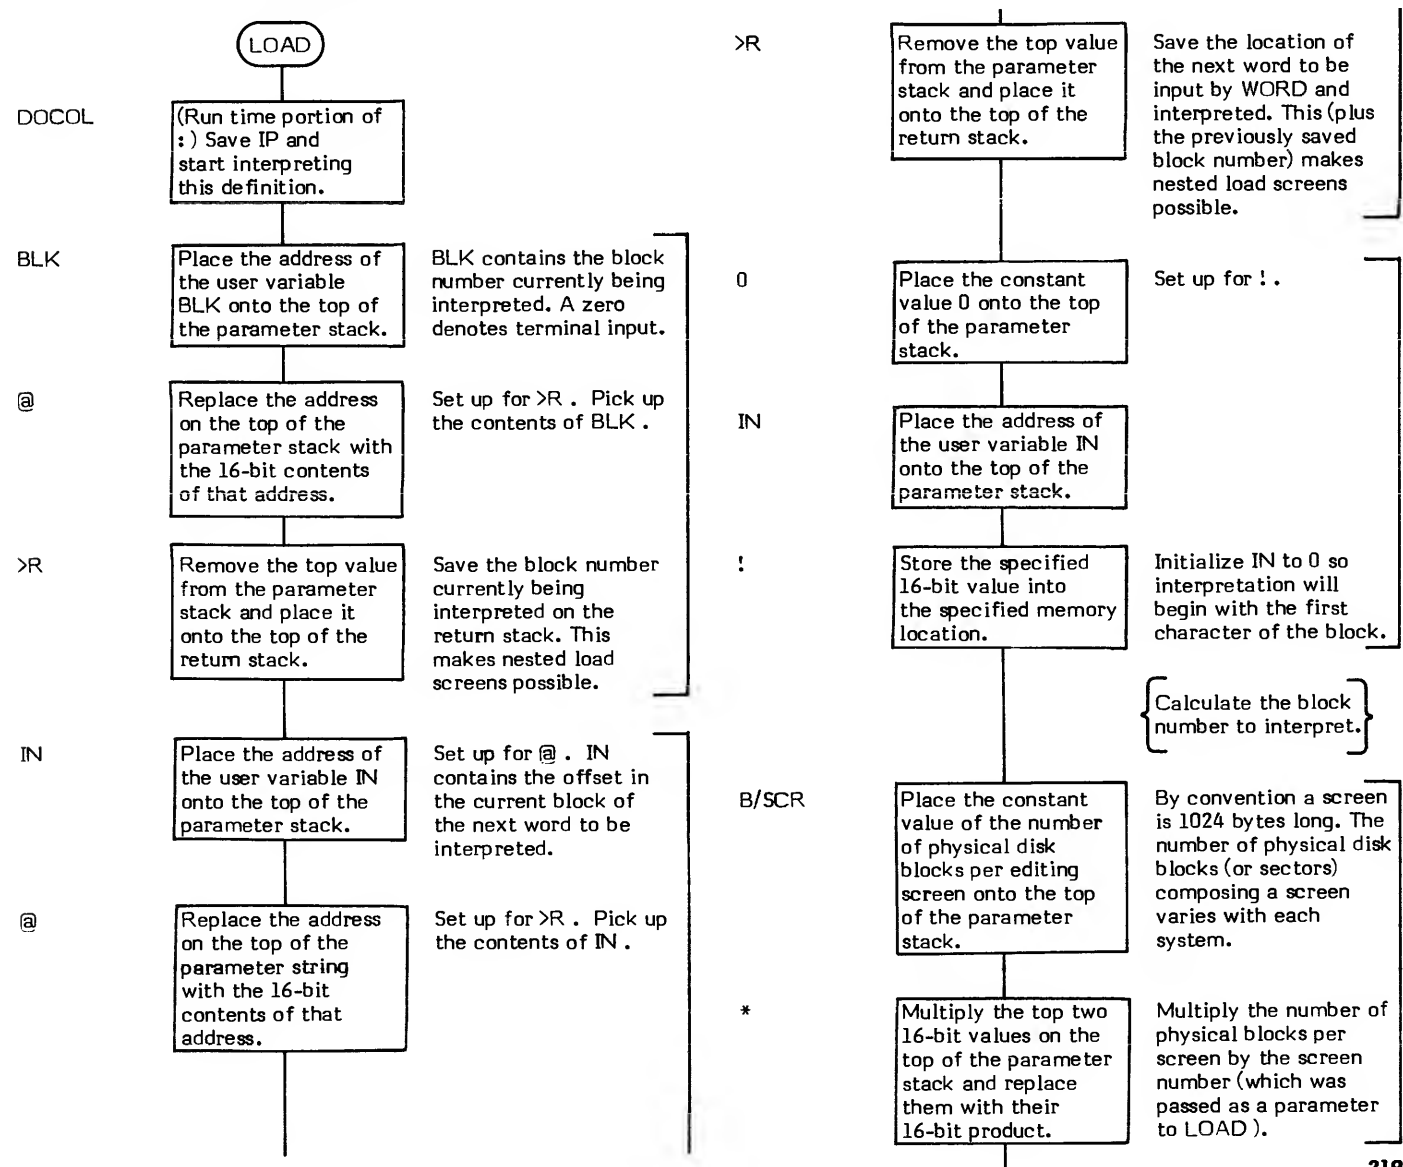 LOAD
DOCOL
(Run time portion of
: ) Save IP and
start interpreting
this definition.
BLK
Place the address of
the user variable
BLK onto the top of
the parameter stack.
BLK contains the block
number currently being
interpreted. A zero
denotes terminal input.
@
Replace the address
on the top of the
parameter stack with
the 16-bit contents
of that address.
Set up for >R . Pick up
the contents of BLK .
>R
Remove the top value
from the parameter
stack and place it
onto the top of the
return stack.
Save the block number
currently being
interpreted on the
return stack. This
makes nested load
screens possible.
IN
Place the address of
the user variable IN
onto the top of the
parameter stack.
Set up for @ . IN
contains the offset in
the current block of
the next word to be
interpreted.
@
Replace the address
on the top of the
parameter string
with the 16-bit
contents of that
address.
Set up for >R . Pick up
the contents of IN .
>R
Remove the top value
from the parameter
stack and place it
onto the top of the
return stack.
Save the location of
the next word to be
input by WORD and
interpreted. This (plus
the previously saved
block number) makes
nested load screens
possible.
0
Place the constant
value 0 onto the top
of the parameter
stack.
Set up for ! .
IN
Place the address of
the user variable IN
onto the top of the
parameter stack.
!
Store the specified
16-bit value into
the specified memory
location.
Initialize IN to 0 so
interpretation will
begin with the first
character of the block.
Calculate the block
number to interpret.
B/SCR
Place the constant
value of the number
of physical disk
blocks per editing
screen onto the top
of the parameter
stack.
By convention a screen
is 1024 bytes long. The
number of physical disk
blocks (or sectors)
composing a screen
varies with each
system.
*
Multiply the top two
16-bit values on the
top of the parameter
stack and replace
them with their
16-bit product.
Multiply the number of
physical blocks per
screen by the screen
number (which was
passed as a parameter
to LOAD ).